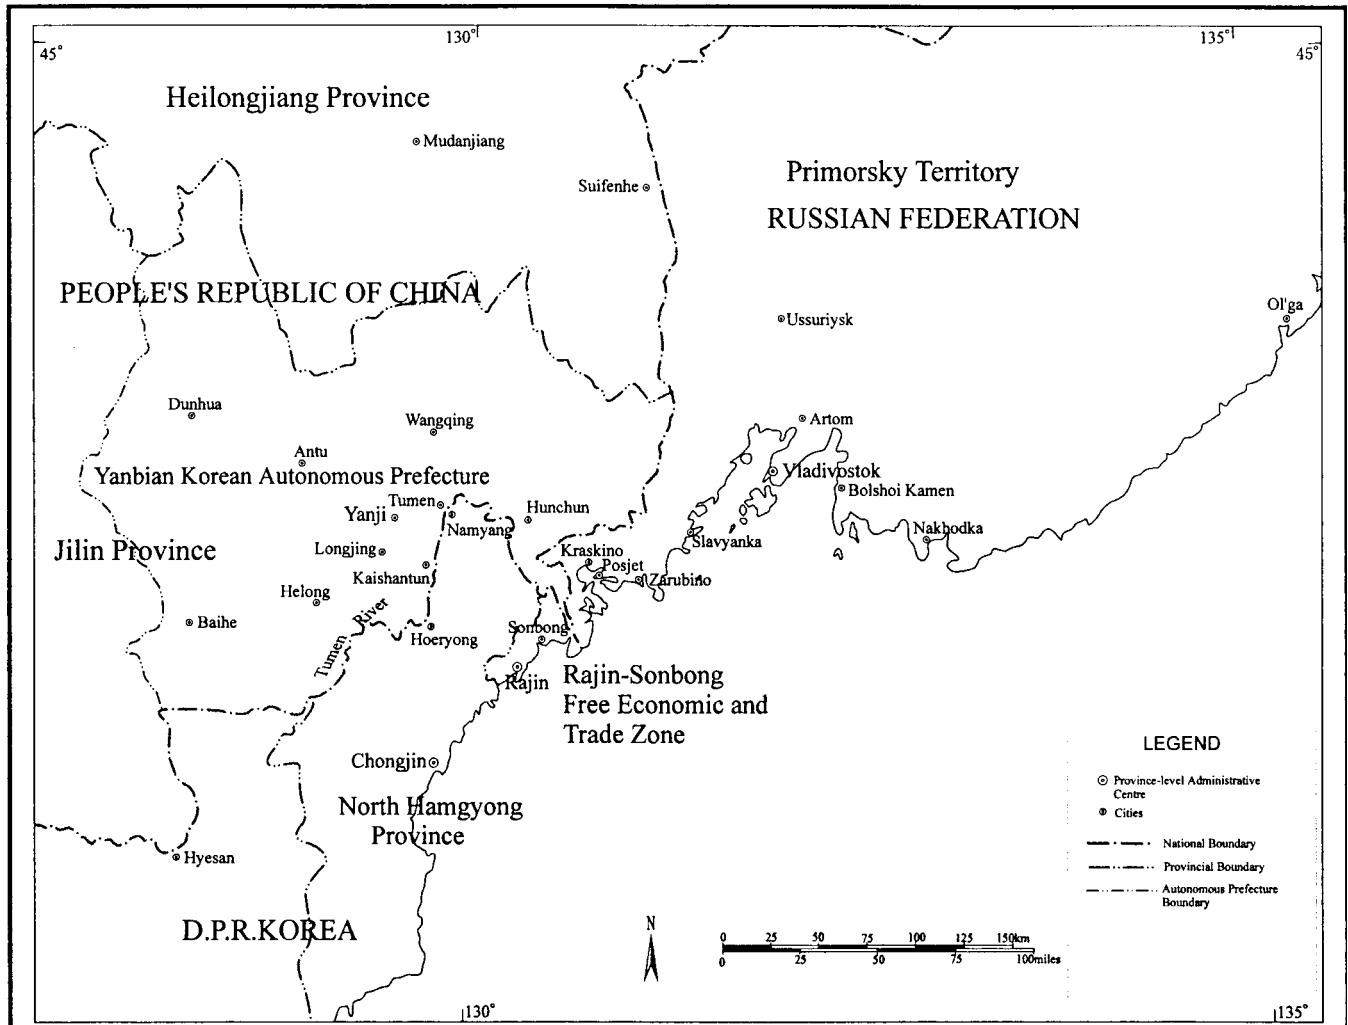 130°
135°
45°
45°
Heilongjiang Province
Mudanjiang
Suifenhe
Primorsky Territory
RUSSIAN FEDERATION
PEOPLE'S REPUBLIC OF CHINA
Ol'ga
Ussuriysk
Dunhua
Wangqing
Artom
Antu
Yanbian Korean Autonomous Prefecture
Vladivostok
Bolshoi Kamen
Tumen
Hunchun
Yanji
Namyang
Nakhodka
Jilin Province
Longjing
Slavyanka
Kraskino
Posjet
Kaishantun
Zarubino
Helong
Tumen River
Baihe
Hoeryong
Sonbong
Rajin
Rajin-Sonbong
Free Economic and
Trade Zone
Chongjin
North Hamgyong
Province
Hyesan
D.P.R.KOREA
LEGEND
Province-level Administrative
Centre
Cities
National Boundary
Provincial Boundary
Autonomous Prefecture
Boundary
N
0 25 50 75 100 125 150km
0 25 50 75 100miles
130°
135°